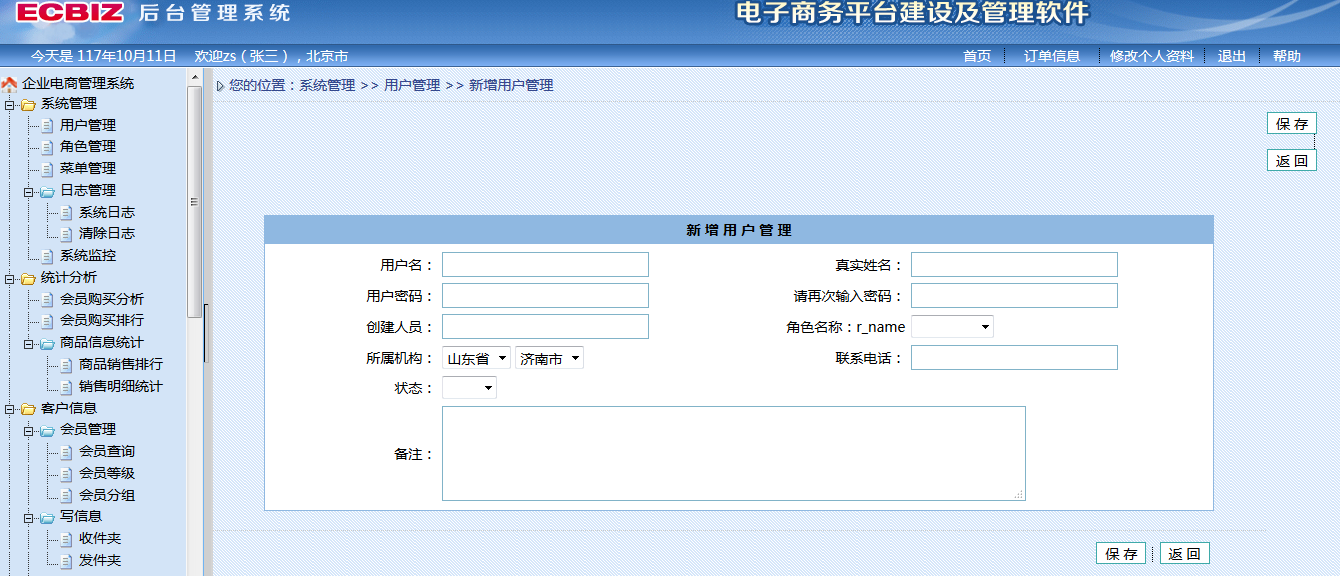 ECBIZ 后台管理系统
电子商务平台建设及管理软件
今天是 117年10月11日 欢迎zs（张三），北京市
首页 订单信息 修改个人资料 退出 帮助
企业电商管理系统
系统管理
用户管理
角色管理
菜单管理
日志管理
系统日志
清除日志
系统监控
统计分析
会员购买分析
会员购买排行
商品信息统计
商品销售排行
销售明细统计
客户信息
会员管理
会员查询
会员等级
会员分组
写信息
收件夹
发件夹
您的位置：系统管理 >> 用户管理 >> 新增用户管理
保 存
返 回
新 增 用 户 管 理
用户名： 真实姓名：
用户密码： 请再次输入密码：
创建人员： 角色名称：r_name
所属机构： 山东省 济南市 联系电话：
状态：
备注：
保 存 返 回